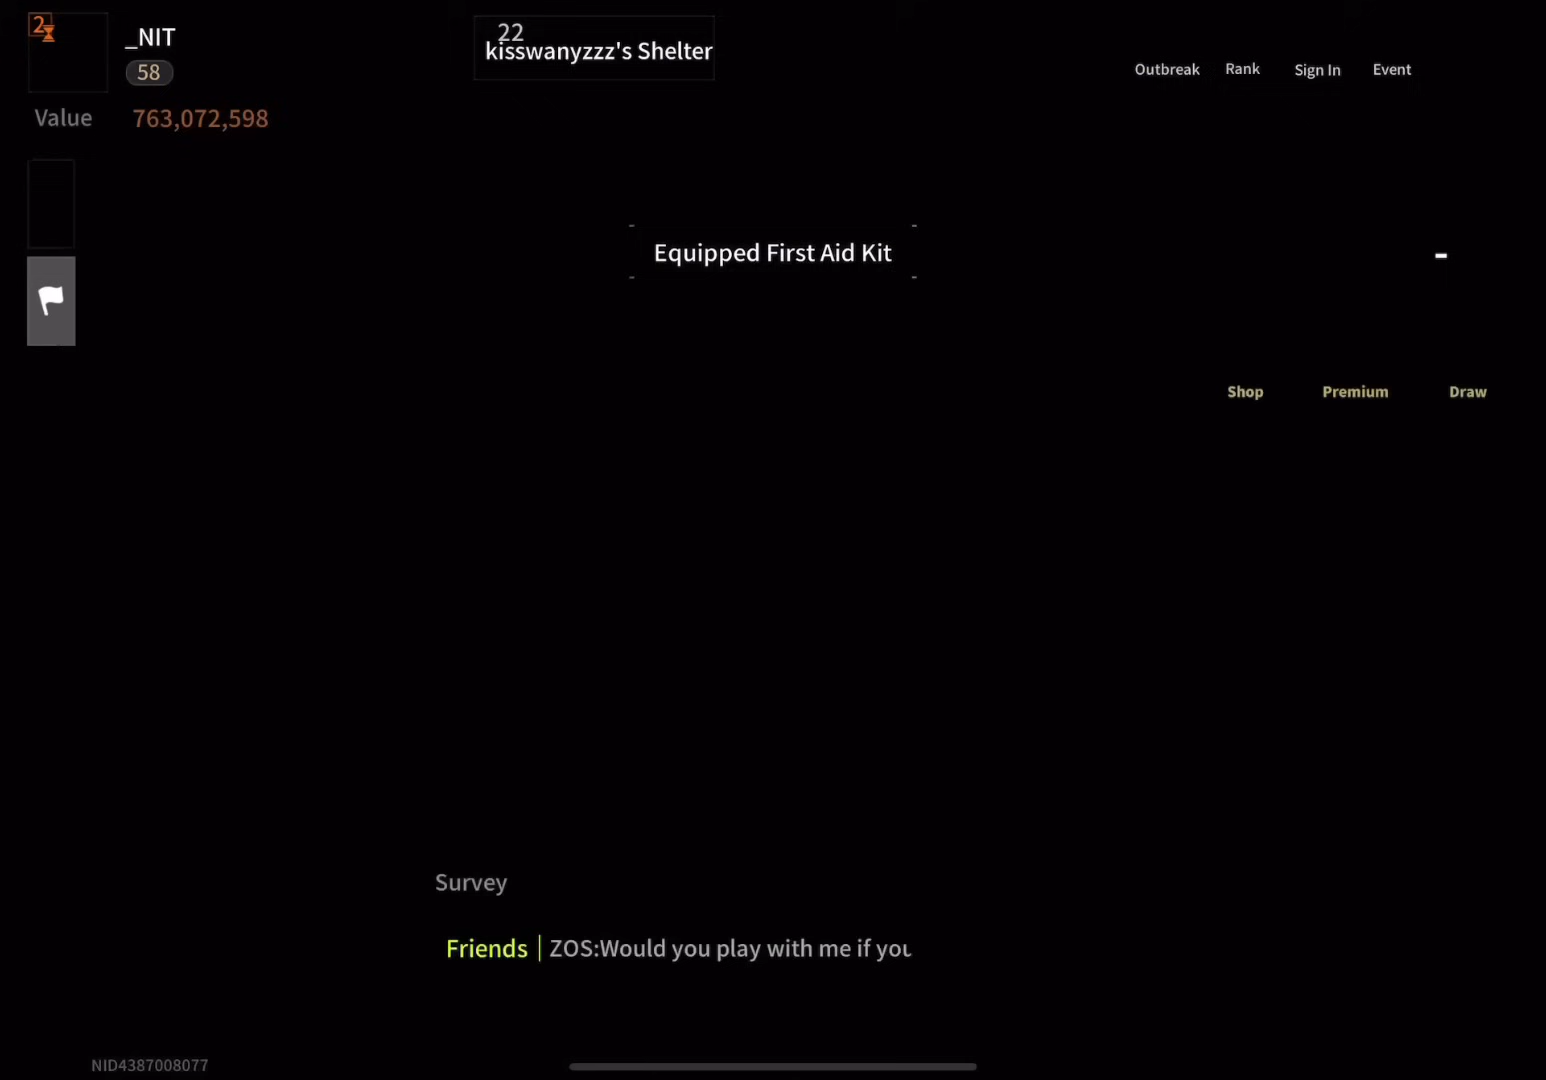 2
_NIT
58
22
kisswanyzzz's Shelter
Outbreak Rank Sign In Event
Value 763,072,598
Equipped First Aid Kit
Shop Premium Draw
Survey
Friends ZOS:Would you play with me if you
NID4387008077